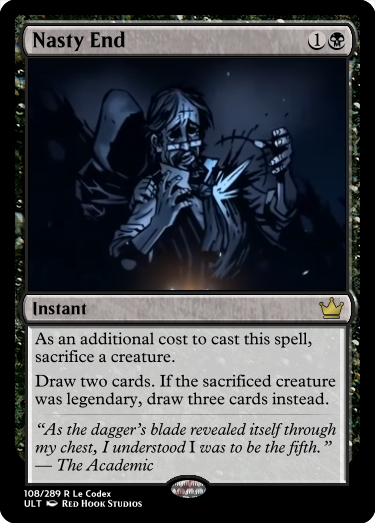 Nasty End 1
Instant
As an additional cost to cast this spell,
sacrifice a creature.
Draw two cards. If the sacrificed creature
was legendary, draw three cards instead.
“As the dagger’s blade revealed itself through
my chest, I understood I was to be the fifth.”
— The Academic
108/289 R Le Codex
ULT Red Hook Studios